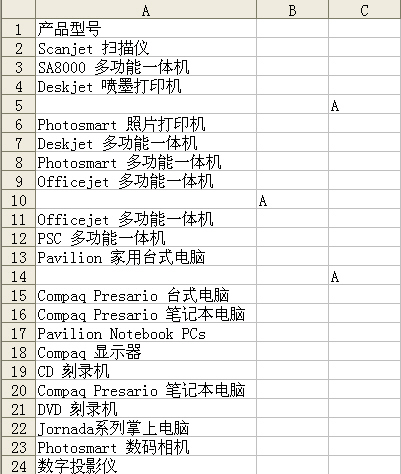 A B C
1 产品型号
2 Scanjet 扫描仪
3 SA8000 多功能一体机
4 Deskjet 喷墨打印机
5 A
6 Photosmart 照片打印机
7 Deskjet 多功能一体机
8 Photosmart 多功能一体机
9 Officejet 多功能一体机
10 A
11 Officejet 多功能一体机
12 PSC 多功能一体机
13 Pavilion 家用台式电脑
14 A
15 Compaq Presario 台式电脑
16 Compaq Presario 笔记本电脑
17 Pavilion Notebook PCs
18 Compaq 显示器
19 CD 刻录机
20 Compaq Presario 笔记本电脑
21 DVD 刻录机
22 Jornada系列掌上电脑
23 Photosmart 数码相机
24 数字投影仪